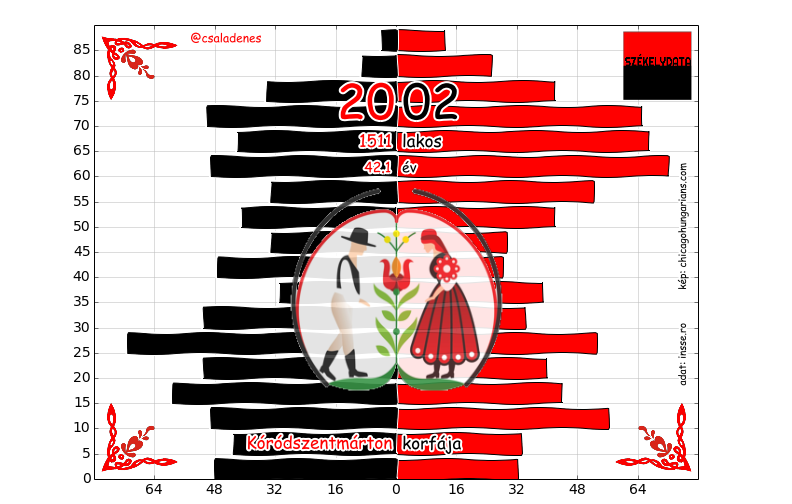 @csaladenes
SZÉKELYDATA
2002
1511 lakos
42.1 év
kép: chicagohungarians.com
adat: insse.ro
Kóródszentmárton korfája
85
80
75
70
65
60
55
50
45
40
35
30
25
20
15
10
5
0
64 48 32 16 0 16 32 48 64